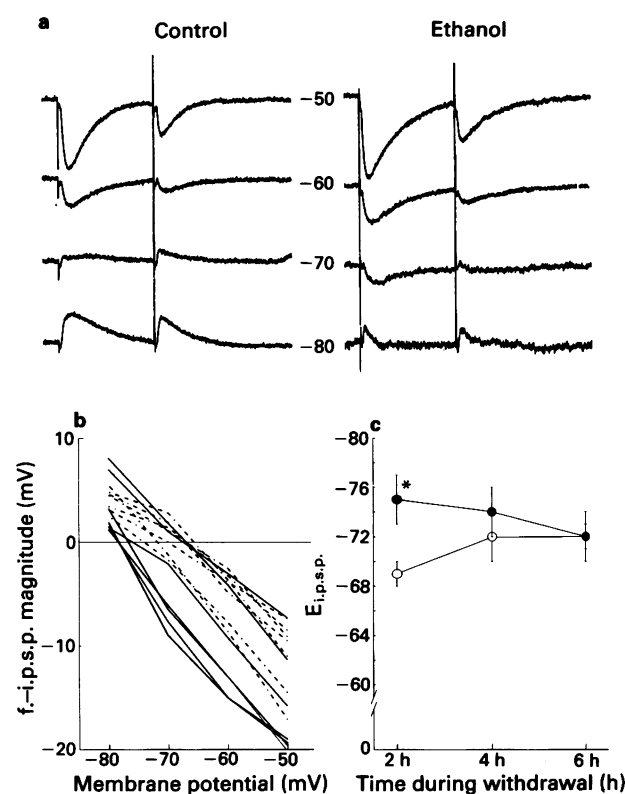 a
Control
Ethanol
−50
−60
−70
−80
b
10
0
−10
−20
f.-i.p.s.p. magnitude (mV)
−80 −70 −60 −50
Membrane potential (mV)
c
−80
−76
−72
−68
−64
−60
0
E i.p.s.p.
*
2 h 4 h 6 h
Time during withdrawal (h)